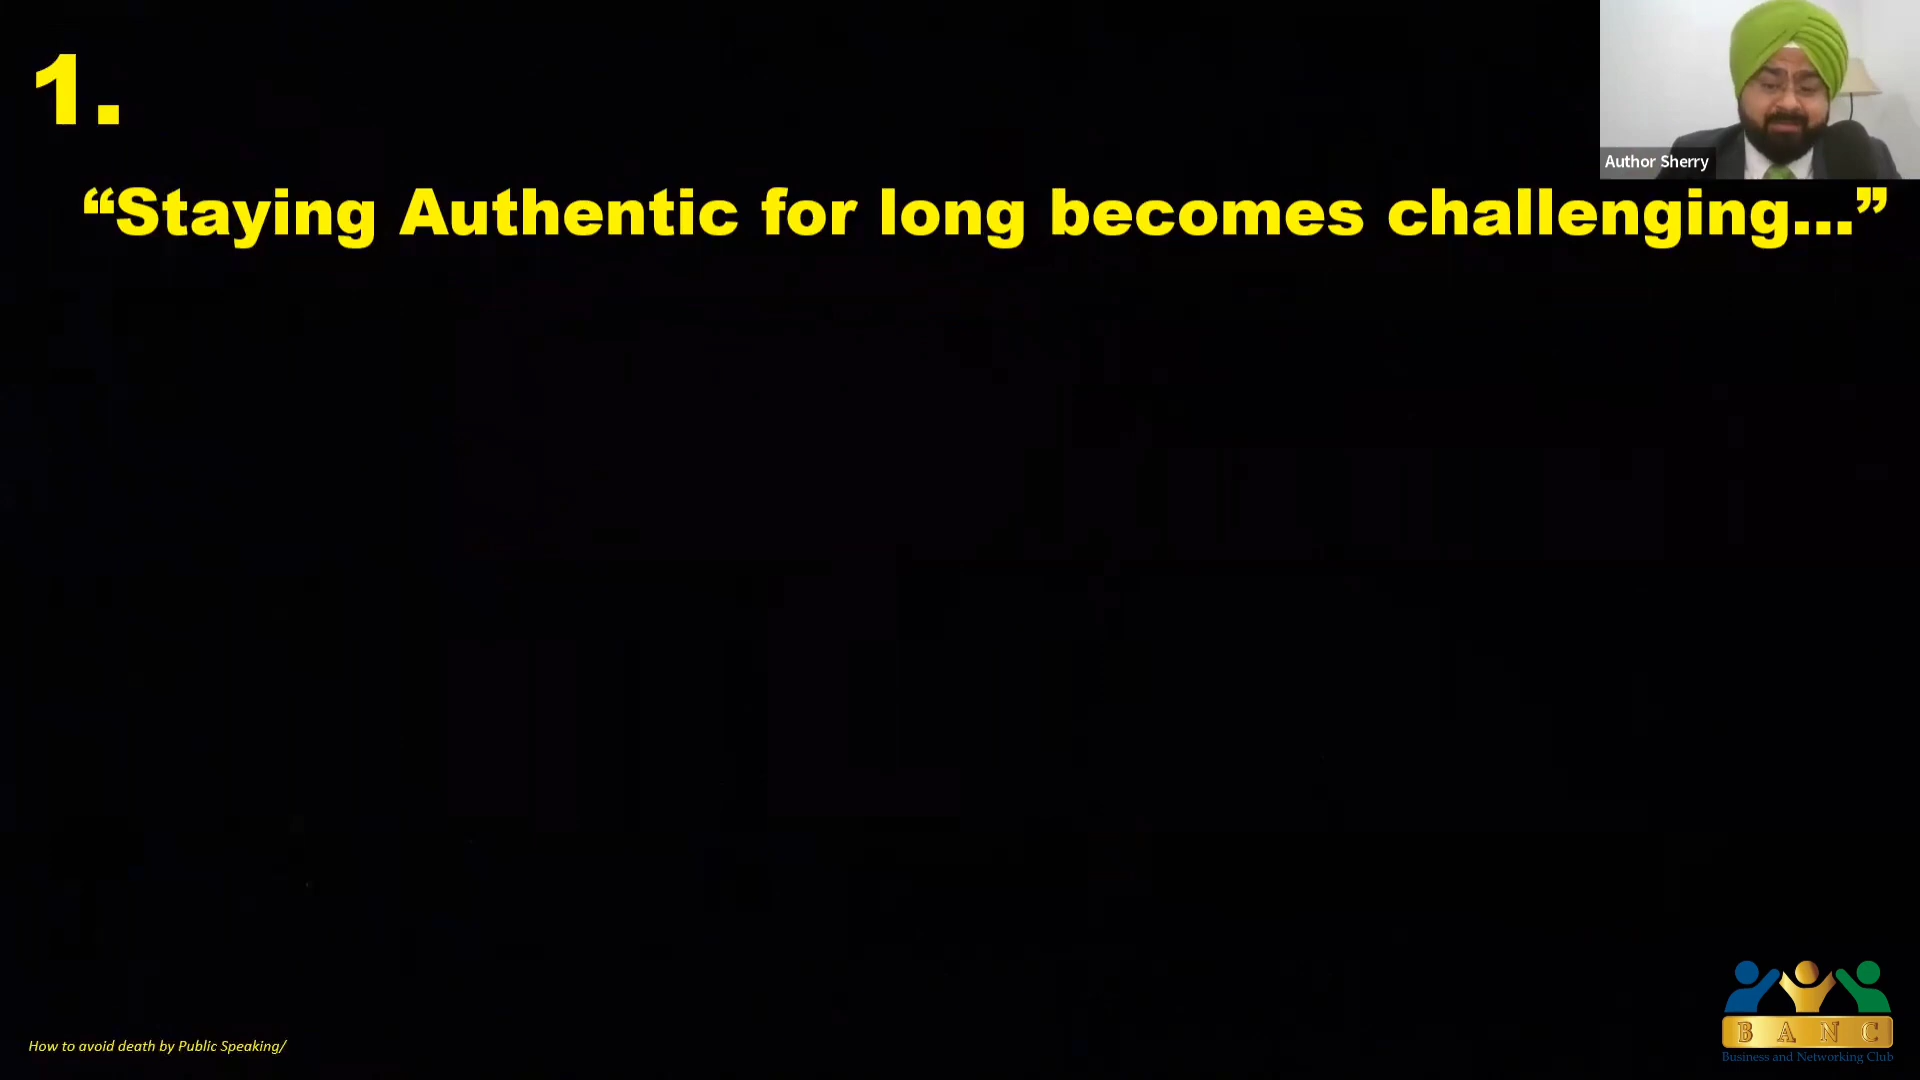 1.
Author Sherry
“Staying Authentic for long becomes challenging...”
B A N C
Business and Networking Club
How to avoid death by Public Speaking/